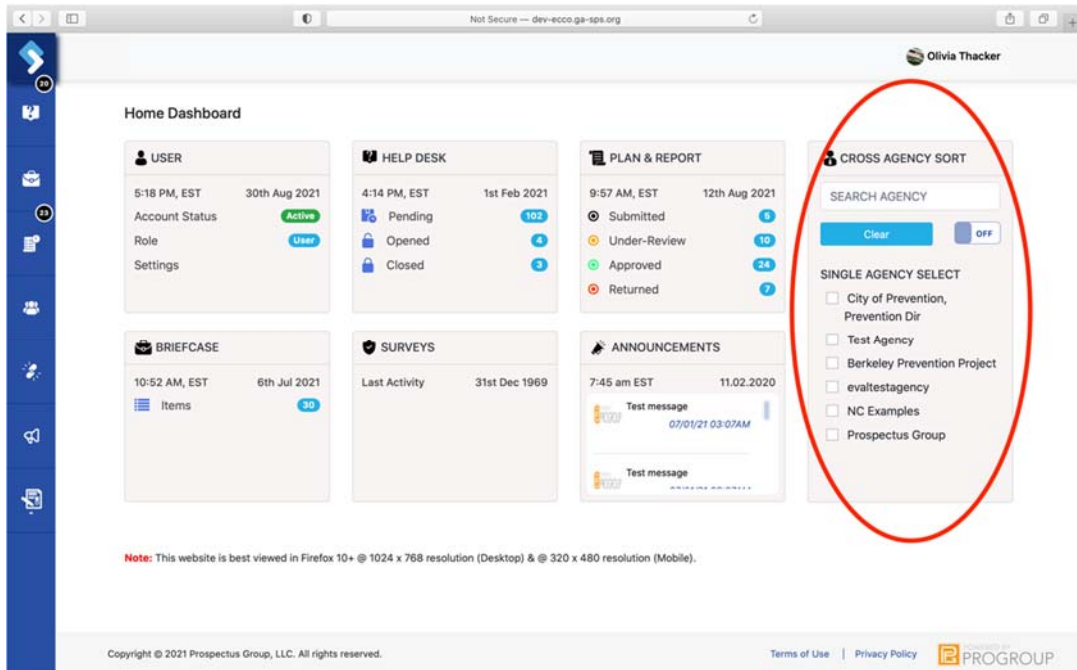 Not Secure — dev-ecco.ga-sps.org
Olivia Thacker
20
23
Home Dashboard
USER
5:18 PM, EST 30th Aug 2021
Account Status Active
Role User
Settings
HELP DESK
4:14 PM, EST 1st Feb 2021
Pending 102
Opened 4
Closed 3
PLAN & REPORT
9:57 AM, EST 12th Aug 2021
Submitted 5
Under-Review 10
Approved 24
Returned 7
CROSS AGENCY SORT
SEARCH AGENCY
Clear OFF
SINGLE AGENCY SELECT
City of Prevention,
Prevention Dir
Test Agency
Berkeley Prevention Project
evaltestagency
NC Examples
Prospectus Group
BRIEFCASE
10:52 AM, EST 6th Jul 2021
Items 30
SURVEYS
Last Activity 31st Dec 1969
ANNOUNCEMENTS
7:45 am EST 11.02.2020
Test message
07/01/21 03:07AM
Test message
Note: This website is best viewed in Firefox 10+ @ 1024 x 768 resolution (Desktop) & @ 320 x 480 resolution (Mobile).
Copyright @ 2021 Prospectus Group, LLC. All rights reserved.
Terms of Use | Privacy Policy
POWERED BY
PROGROUP